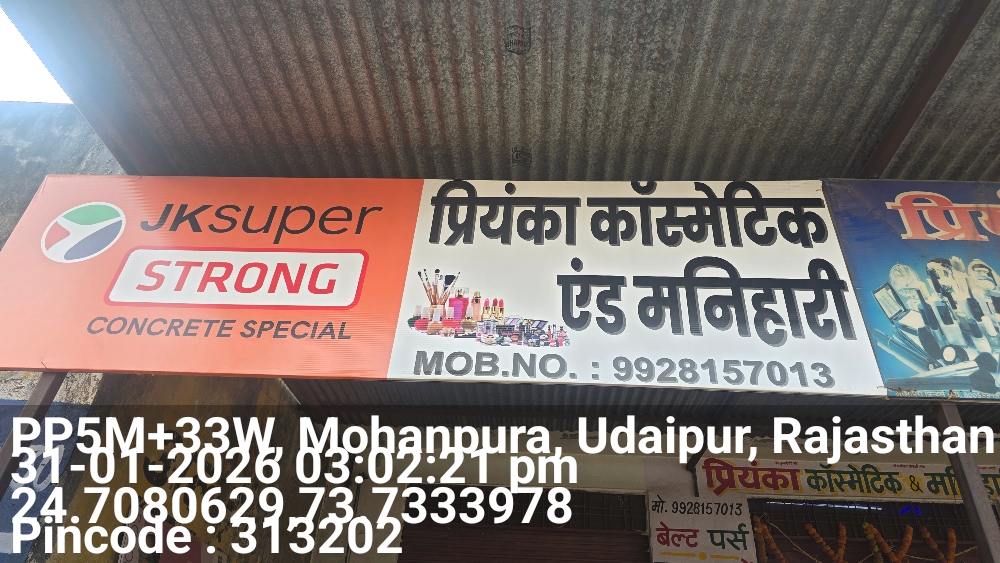 JKsuper
STRONG
CONCRETE SPECIAL
प्रियंका कॉस्मेटिक
एंड मनिहारी
MOB.NO. : 9928157013
PP5M+33W, Mohanpura, Udaipur, Rajasthan
31-01-2026 03:02:21 pm
24.7080629,73.7333978
Pincode : 313202
प्रियंका कॉस्मेटिक &
मो. 9928157013
बेल्ट पर्स